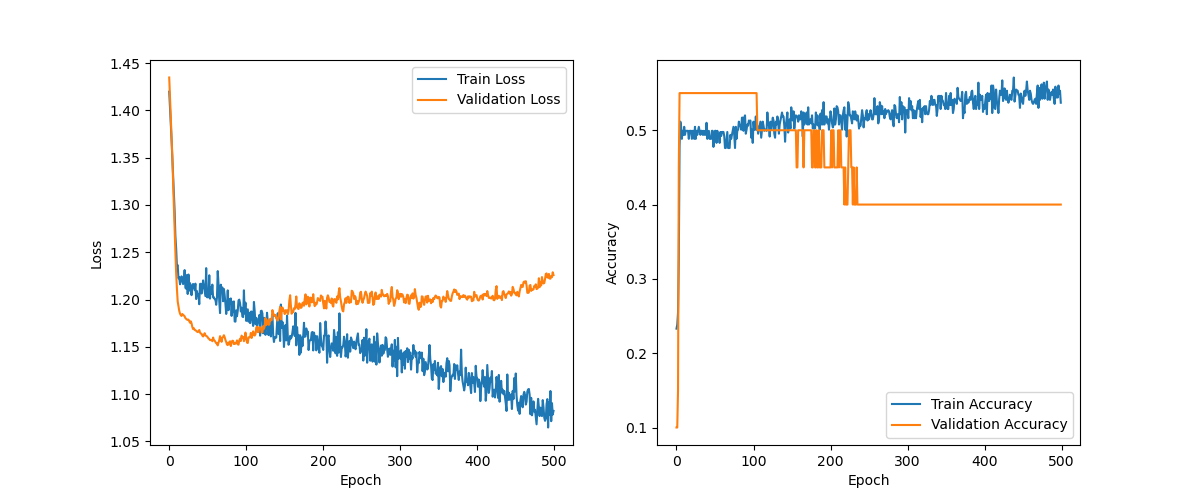 1.45
1.40
1.35
1.30
1.25
1.20
1.15
1.10
1.05
Loss
0 100 200 300 400 500
Epoch
Train Loss
Validation Loss
0.5
0.4
0.3
0.2
0.1
Accuracy
0 100 200 300 400 500
Epoch
Train Accuracy
Validation Accuracy